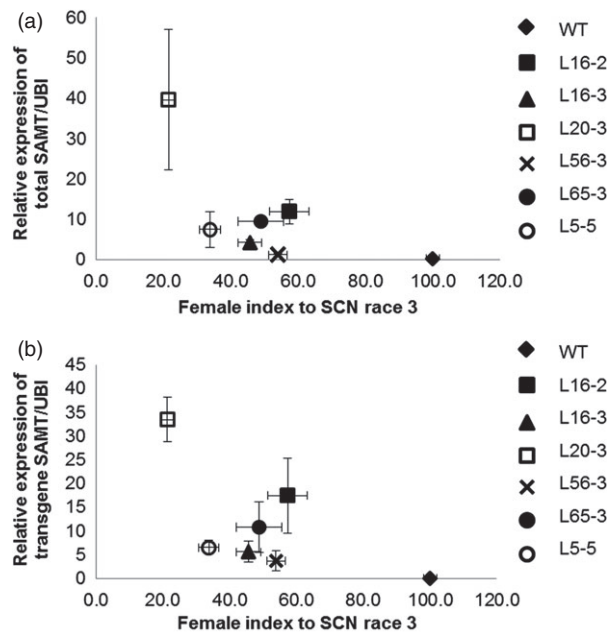 (a)
Relative expression of
total SAMT/UBI
60
50
40
30
20
10
0
0.0 20.0 40.0 60.0 80.0 100.0 120.0
Female index to SCN race 3
WT
L16-2
L16-3
L20-3
L56-3
L65-3
L5-5
(b)
Relative expression of
transgene SAMT/UBI
45
40
35
30
25
20
15
10
5
0
0.0 20.0 40.0 60.0 80.0 100.0 120.0
Female index to SCN race 3
WT
L16-2
L16-3
L20-3
L56-3
L65-3
L5-5